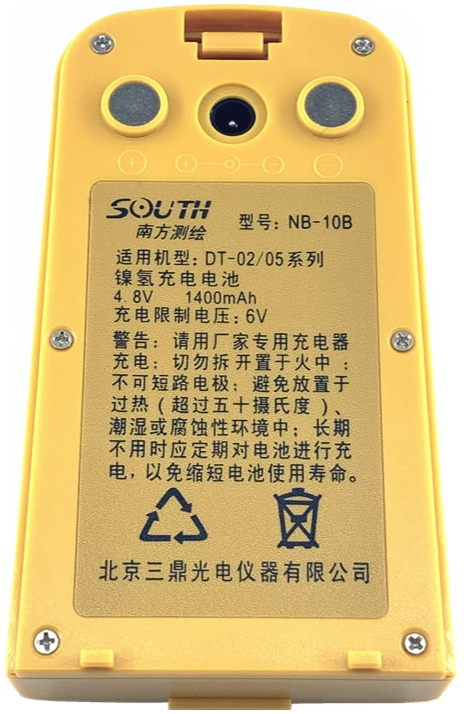 SOUTH
南方测绘
型号: NB-10B
适用机型: DT-02/05系列
镍氢充电电池
4.8V 1400mAh
充电限制电压: 6V
警告: 请用厂家专用充电器
充电; 切勿拆开置于火中;
不可短路电极; 避免放置于
过热(超过五十摄氏度)、
潮湿或腐蚀性环境中; 长期
不用时应定期对电池进行充
电,以免缩短电池使用寿命。
北京三鼎光电仪器有限公司